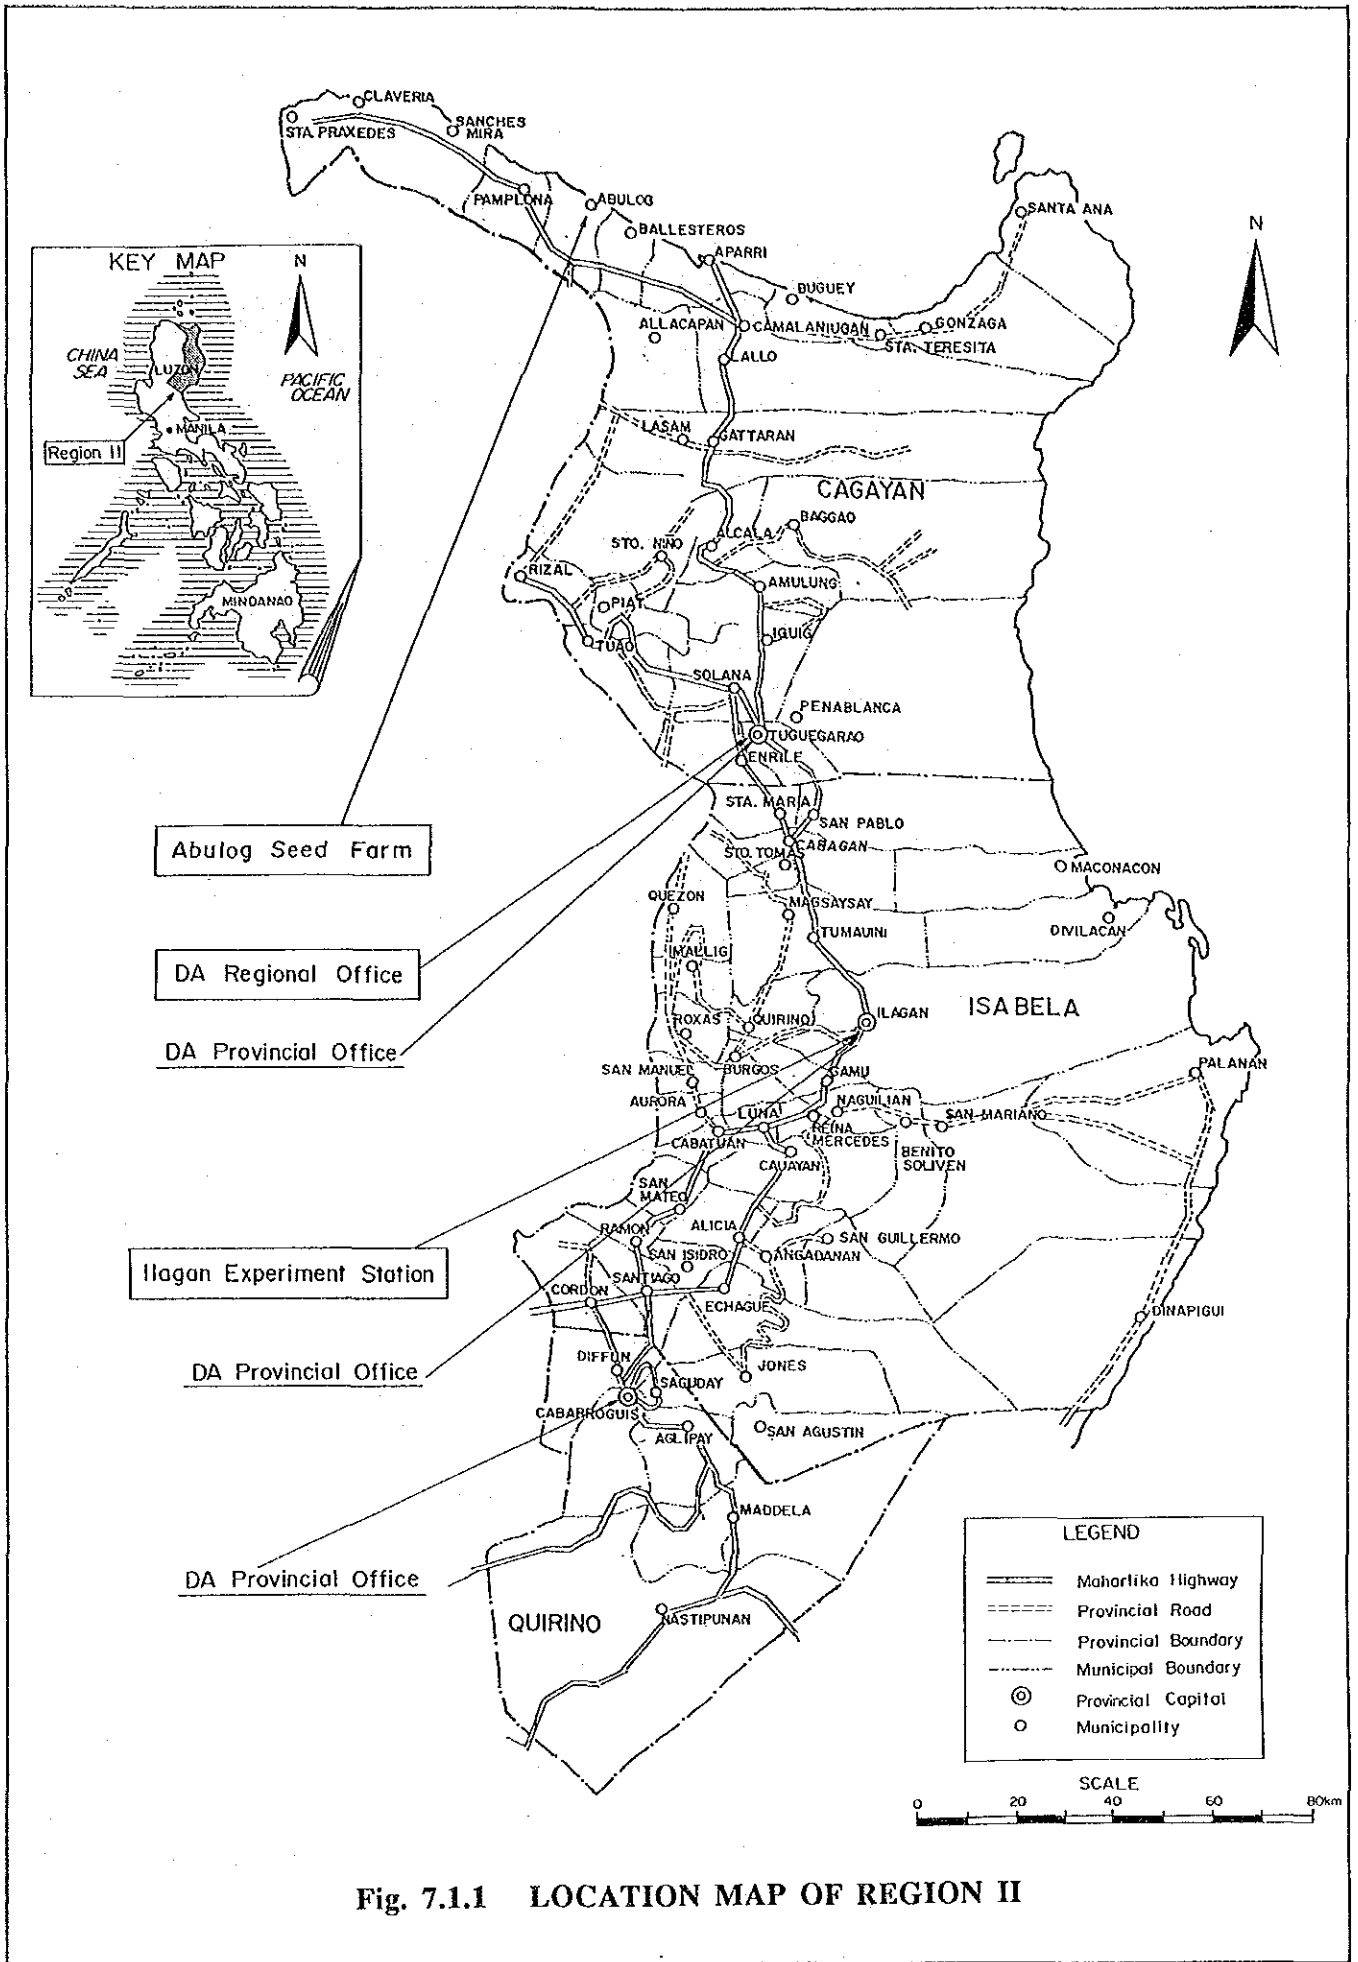 CLAVERIA
STA. PRAXEDES
SANCHES
MIRA
PAMPLONA
ABULOG
BALLESTEROS
APARRI
SANTA ANA
N
BUGUEY
ALLACAPAN
CAMALANIUGAN
GONZAGA
STA. TERESITA
LALLO
KEY MAP
N
CHINA
SEA
LUZON
PACIFIC
OCEAN
MANILA
Region II
MINDANAO
LASAM
GATTARAN
CAGAYAN
BAGGAO
ALCALA
STO. NINO
RIZAL
AMULUNG
PIAT
IGUIG
TUAO
SOLANA
PENABLANCA
TUGUEGARAO
ENRILE
STA. MARIA
SAN PABLO
CABAGAN
STO. TOMAS
MACONACON
Abulog Seed Farm
QUEZON
MAGSAYSAY
DIVILACAN
TUMAUINI
MALLIG
DA Regional Office
ISABELA
ILAGAN
ROXAS
QUIRINO
DA Provincial Office
SAN MANUEL
BURGOS
GAMU
PALANAN
AURORA
LUNA
NAGUILIAN
SAN MARIANO
REINA
MERCEDES
CABATUAN
BENITO
SOLIVEN
CAUAYAN
SAN
MATEO
RAMON
ALICIA
SAN GUILLERMO
SAN ISIDRO
ANGADANAN
Ilagan Experiment Station
SANTIAGO
CORDON
ECHAGUE
DINAPIGUI
DIFFUN
JONES
DA Provincial Office
SAGUDAY
CABARROGUIS
AGLIPAY
SAN AGUSTIN
MADDELA
DA Provincial Office
QUIRINO
NASTIPUNAN
LEGEND
Maharlika Highway
Provincial Road
Provincial Boundary
Municipal Boundary
Provincial Capital
Municipality
SCALE
0 20 40 60 80km
Fig. 7.1.1 LOCATION MAP OF REGION II